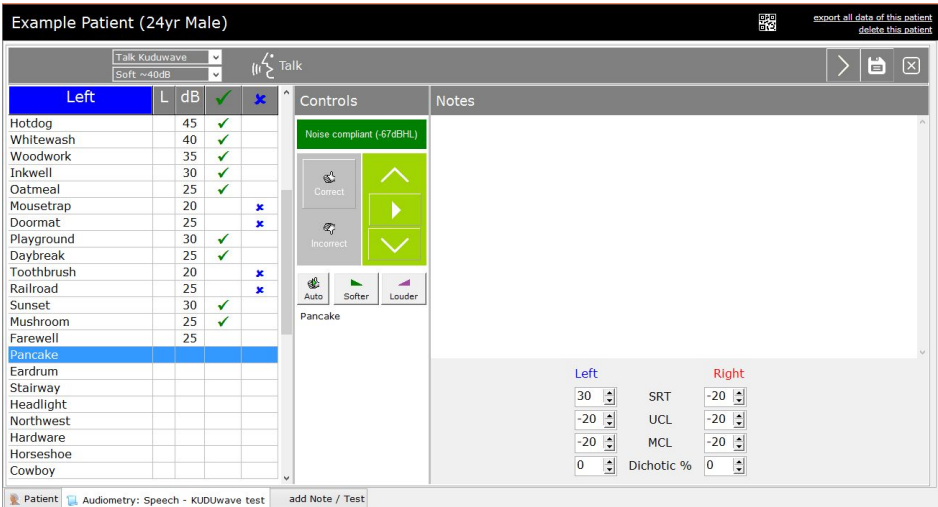 Example Patient (24yr Male)
export all data of this patient
delete this patient
Talk Kuduwave
Soft ~40dB
Talk
Left L dB
Hotdog 45
Whitewash 40
Woodwork 35
Inkwell 30
Oatmeal 25
Mousetrap 20
Doormat 25
Playground 30
Daybreak 25
Toothbrush 20
Railroad 25
Sunset 30
Mushroom 25
Farewell 25
Pancake
Eardrum
Stairway
Headlight
Northwest
Hardware
Horseshoe
Cowboy
Controls
Noise compliant (-67dBHL)
Correct
Incorrect
Auto Softer Louder
Pancake
Notes
Left Right
30 SRT -20
-20 UCL -20
-20 MCL -20
0 Dichotic % 0
Patient Audiometry: Speech - KUDUwave test add Note / Test